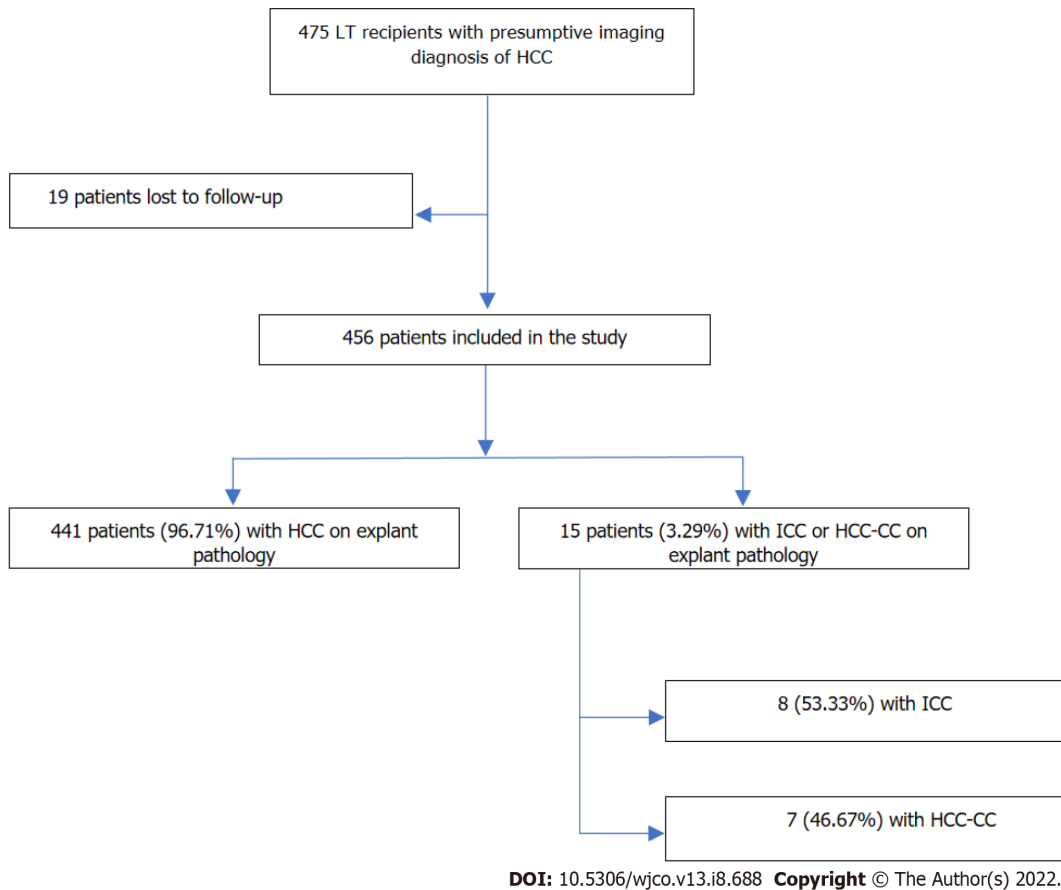 475 LT recipients with presumptive imaging
diagnosis of HCC
19 patients lost to follow-up
456 patients included in the study
441 patients (96.71%) with HCC on explant
pathology
15 patients (3.29%) with ICC or HCC-CC on
explant pathology
8 (53.33%) with ICC
7 (46.67%) with HCC-CC
DOI: 10.5306/wjco.v13.i8.688 Copyright © The Author(s) 2022.